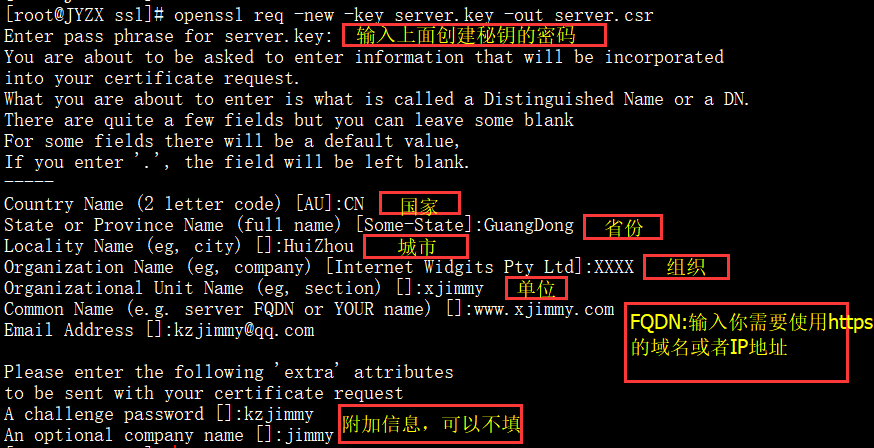 [root@JYZX ssl]# openssl req -new -key server.key -out server.csr
Enter pass phrase for server.key: 输入上面创建秘钥的密码
You are about to be asked to enter information that will be incorporated
into your certificate request.
What you are about to enter is what is called a Distinguished Name or a DN.
There are quite a few fields but you can leave some blank
For some fields there will be a default value,
If you enter '.', the field will be left blank.
-----
Country Name (2 letter code) [AU]:CN 国家
State or Province Name (full name) [Some-State]:GuangDong 省份
Locality Name (eg, city) []:HuiZhou 城市
Organization Name (eg, company) [Internet Widgits Pty Ltd]:XXXX 组织
Organizational Unit Name (eg, section) []:xjimmy 单位
Common Name (e.g. server FQDN or YOUR name) []:www.xjimmy.com
FQDN:输入你需要使用https
的域名或者IP地址
Email Address []:kzjimmy@qq.com
Please enter the following 'extra' attributes
to be sent with your certificate request
A challenge password []:kzjimmy
附加信息，可以不填
An optional company name []:jimmy